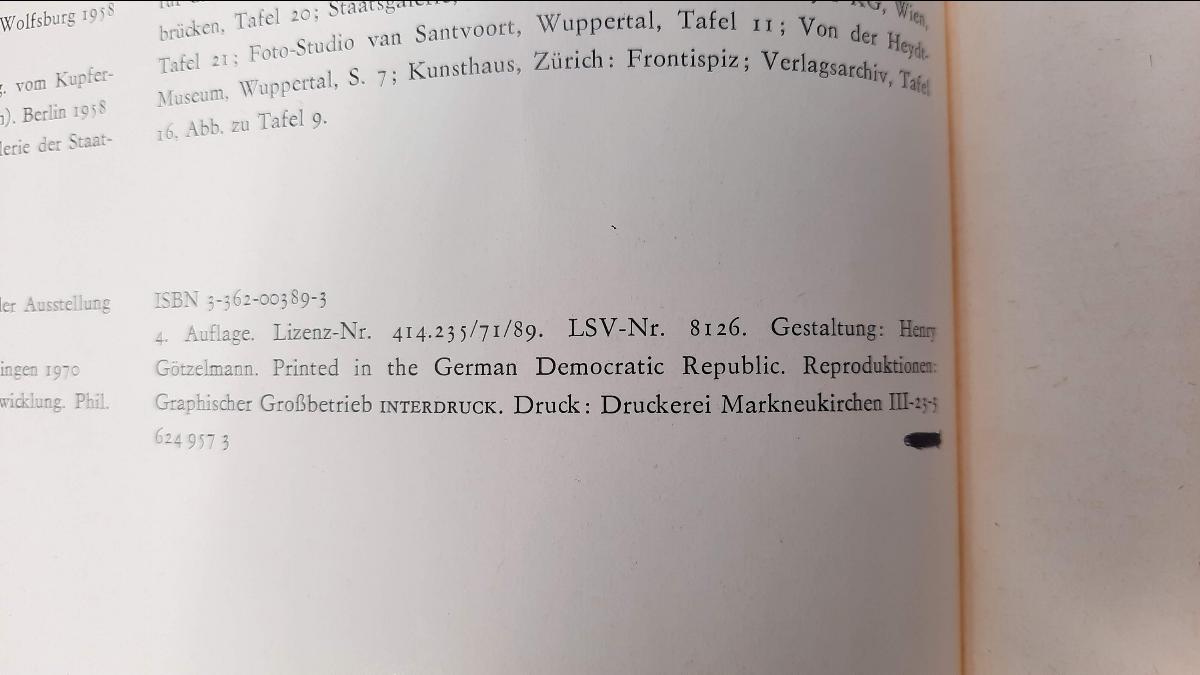 Wolfsburg 1958
vom Kupfer-
Berlin 1958
lerie der Staat-
ler Ausstellung
ingen 1970
wicklung. Phil.
Wien,
brücken, Tafel 20; Staatsgalerie,
Tafel 21; Foto-Studio van Santvoort, Wuppertal, Tafel 11; Von der Heydt-
Museum, Wuppertal, S. 7; Kunsthaus, Zürich: Frontispiz; Verlagsarchiv, Tafel
16, Abb. zu Tafel 9.
ISBN 3-362-00389-3
4. Auflage. Lizenz-Nr. 414.235/71/89. LSV-Nr. 8126. Gestaltung: Henry
Götzelmann. Printed in the German Democratic Republic. Reproduktionen:
Graphischer Großbetrieb INTERDRUCK. Druck: Druckerei Markneukirchen III-23-5
624 957 3